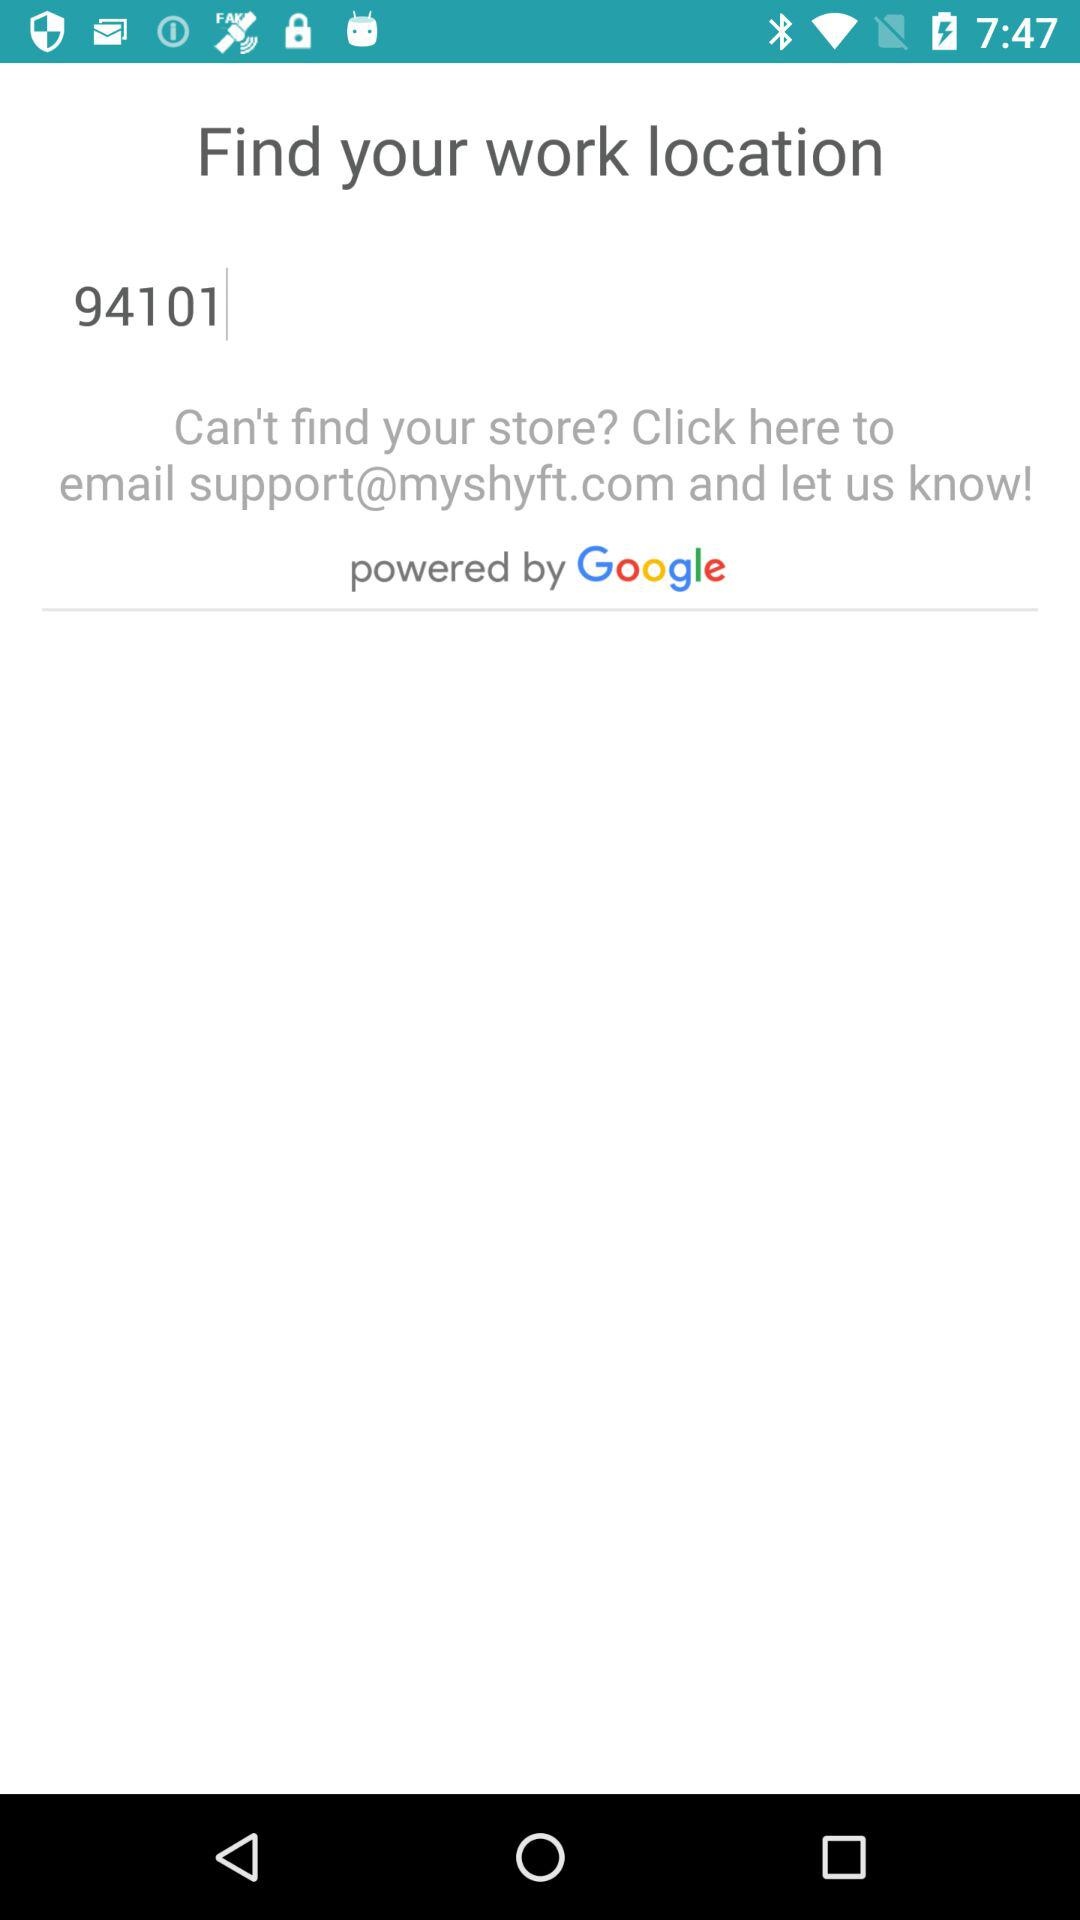 7:47
Find your work location
94101
Can't find your store? Click here to
email support@myshyft.com and let us know!
powered by Google